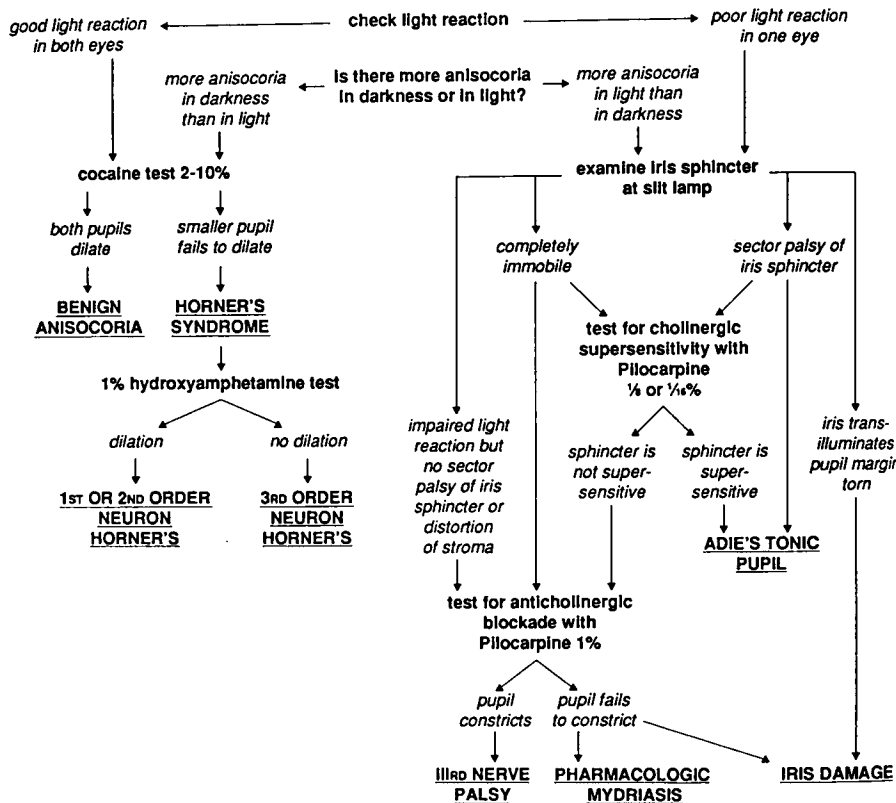 good light reaction
in both eyes
check light reaction
poor light reaction
in one eye
more anisocoria
in darkness
than in light
Is there more anisocoria
in darkness or in light?
more anisocoria
in light than
in darkness
cocaine test 2-10%
examine iris sphincter
at slit lamp
both pupils
dilate
smaller pupil
fails to dilate
completely
immobile
sector palsy of
iris sphincter
BENIGN
ANISOCORIA
HORNER'S
SYNDROME
test for cholinergic
supersensitivity with
Pilocarpine
⅛ or 1/16%
1% hydroxyamphetamine test
dilation
no dilation
impaired light
reaction but
no sector
palsy of iris
sphincter or
distortion
of stroma
sphincter is
not super-
sensitive
sphincter is
super-
sensitive
iris trans-
illuminates
pupil margin
torn
1ST OR 2ND ORDER
NEURON
HORNER'S
3RD ORDER
NEURON
HORNER'S
ADIE'S TONIC
PUPIL
test for anticholinergic
blockade with
Pilocarpine 1%
pupil
constricts
pupil fails
to constrict
IIIRD NERVE
PALSY
PHARMACOLOGIC
MYDRIASIS
IRIS DAMAGE